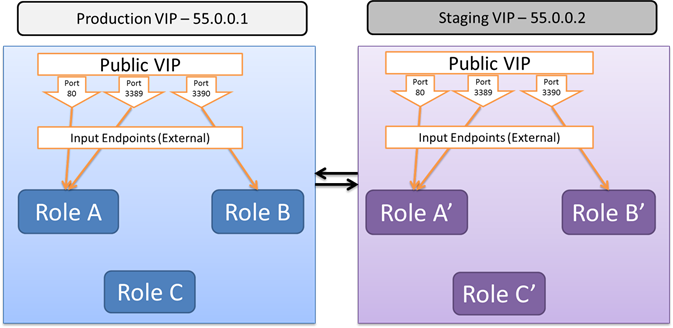 Production VIP – 55.0.0.1
Staging VIP – 55.0.0.2
Public VIP
Port
80
Port
3389
Port
3390
Input Endpoints (External)
Role A
Role B
Role C
Public VIP
Port
80
Port
3389
Port
3390
Input Endpoints (External)
Role A’
Role B’
Role C’